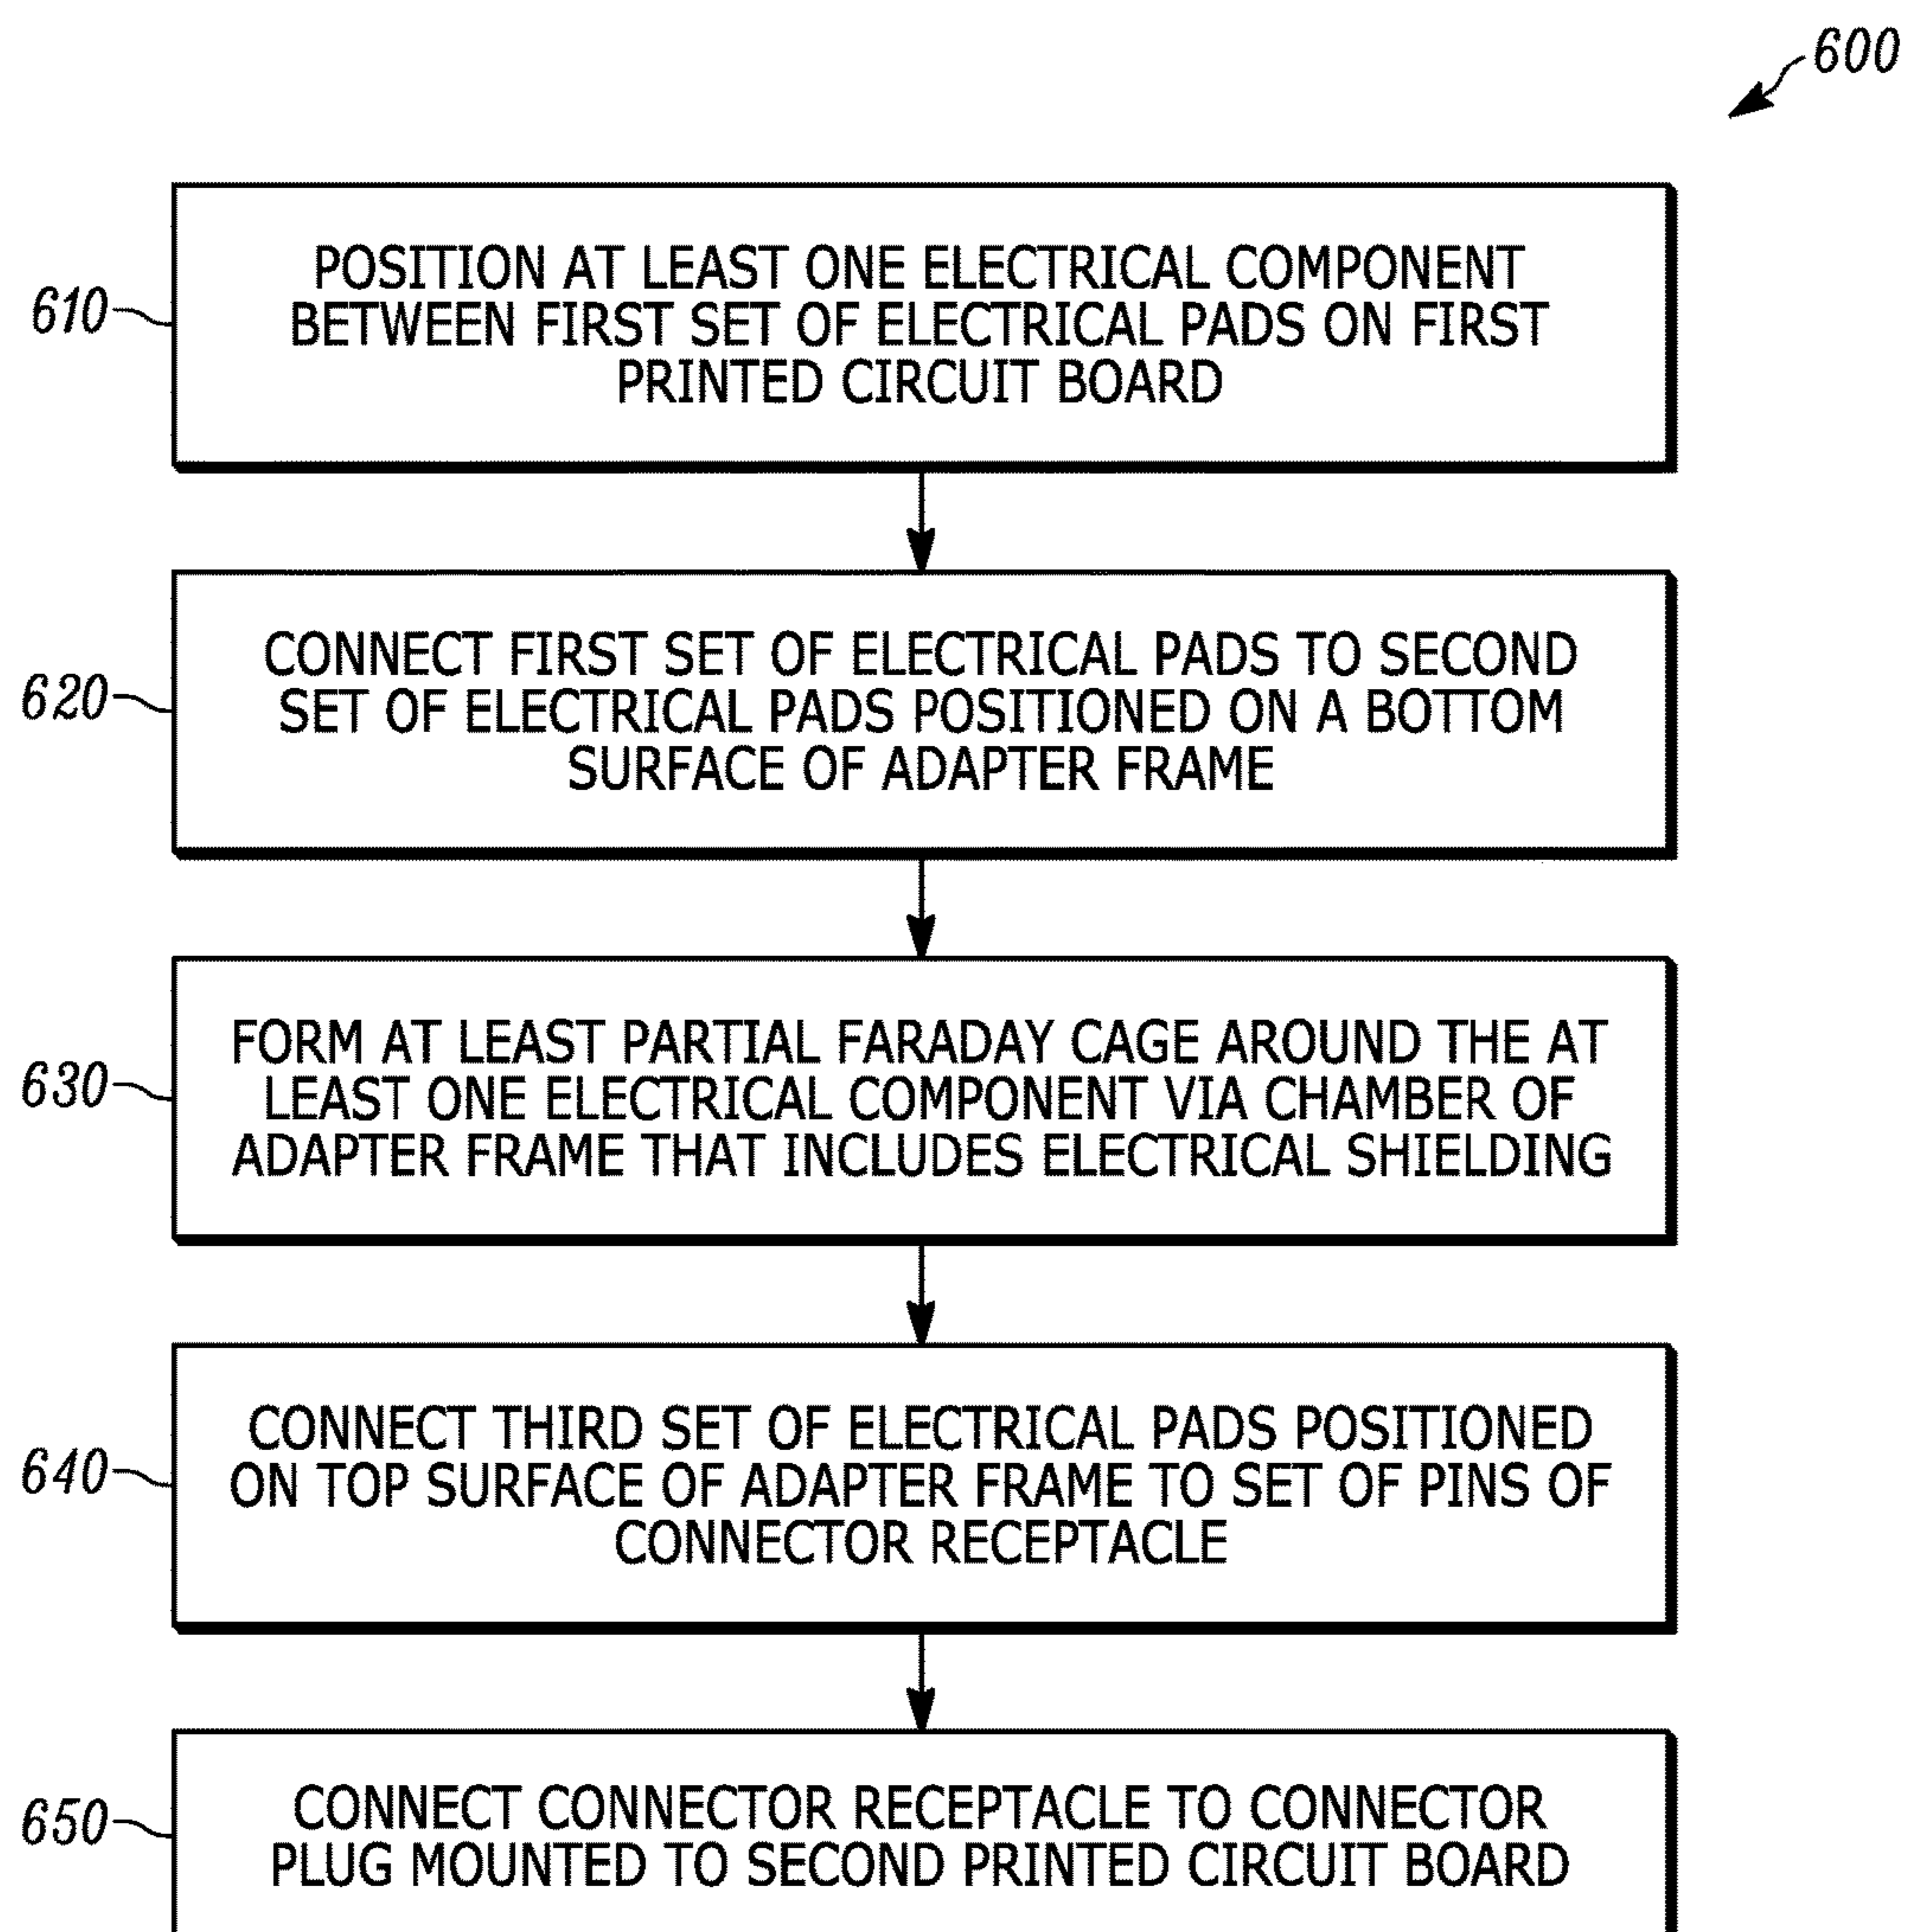 600
POSITION AT LEAST ONE ELECTRICAL COMPONENT
BETWEEN FIRST SET OF ELECTRICAL PADS ON FIRST
PRINTED CIRCUIT BOARD
610
CONNECT FIRST SET OF ELECTRICAL PADS TO SECOND
SET OF ELECTRICAL PADS POSITIONED ON A BOTTOM
SURFACE OF ADAPTER FRAME
620
FORM AT LEAST PARTIAL FARADAY CAGE AROUND THE AT
LEAST ONE ELECTRICAL COMPONENT VIA CHAMBER OF
ADAPTER FRAME THAT INCLUDES ELECTRICAL SHIELDING
630
CONNECT THIRD SET OF ELECTRICAL PADS POSITIONED
ON TOP SURFACE OF ADAPTER FRAME TO SET OF PINS OF
CONNECTOR RECEPTACLE
640
CONNECT CONNECTOR RECEPTACLE TO CONNECTOR
PLUG MOUNTED TO SECOND PRINTED CIRCUIT BOARD
650